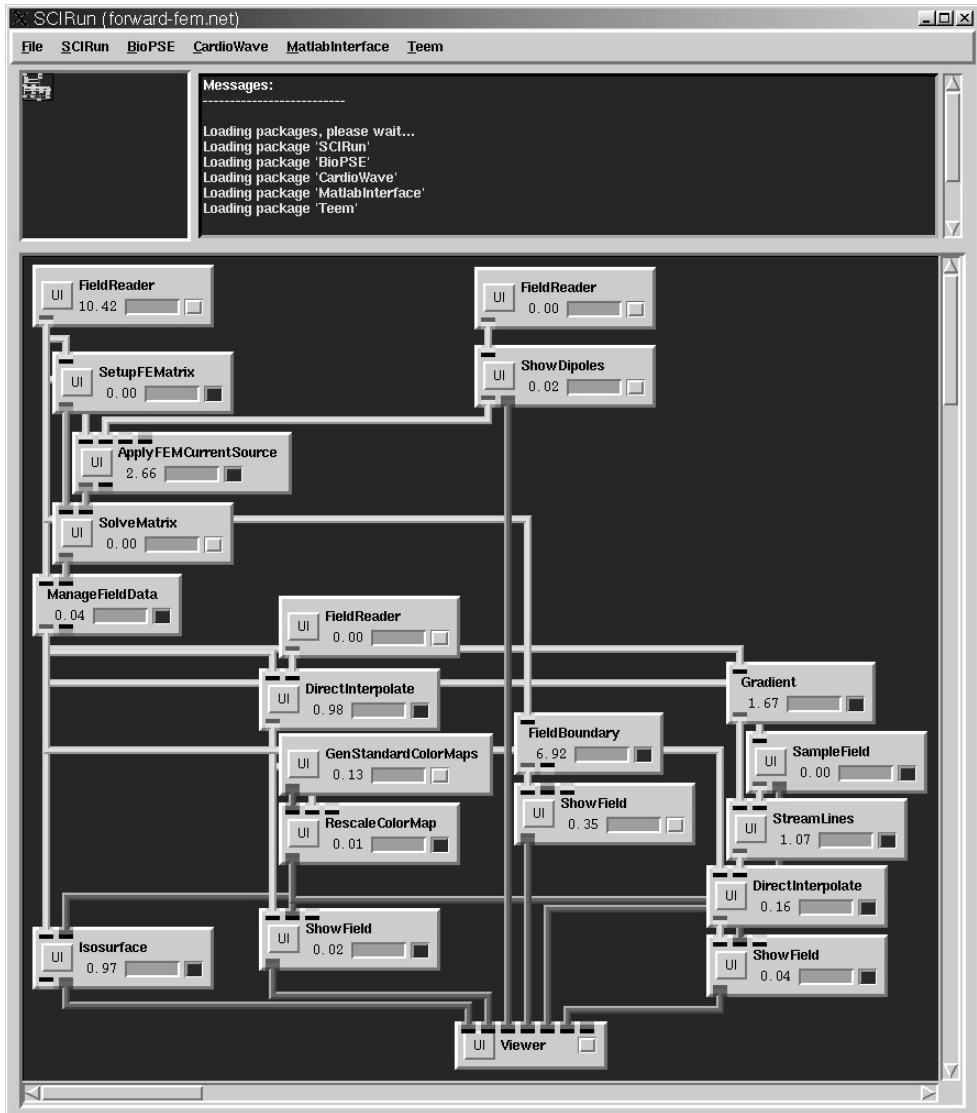 SCIRun (forward-fem.net)
File SCIRun BioPSE CardioWave MatlabInterface Teem
Messages:
--------------------------
Loading packages, please wait...
Loading package 'SCIRun'
Loading package 'BioPSE'
Loading package 'CardioWave'
Loading package 'MatlabInterface'
Loading package 'Teem'
UI FieldReader
10.42
UI FieldReader
0.00
UI SetupFEMatrix
0.00
UI ShowDipoles
0.02
UI ApplyFEMCurrentSource
2.66
UI SolveMatrix
0.00
ManageFieldData
0.04
UI FieldReader
0.00
UI DirectInterpolate
0.98
Gradient
1.67
FieldBoundary
6.92
UI GenStandardColorMaps
0.13
UI SampleField
0.00
UI ShowField
0.35
UI RescaleColorMap
0.01
UI StreamLines
1.07
UI DirectInterpolate
0.16
UI ShowField
0.02
UI Isosurface
0.97
UI ShowField
0.04
UI Viewer